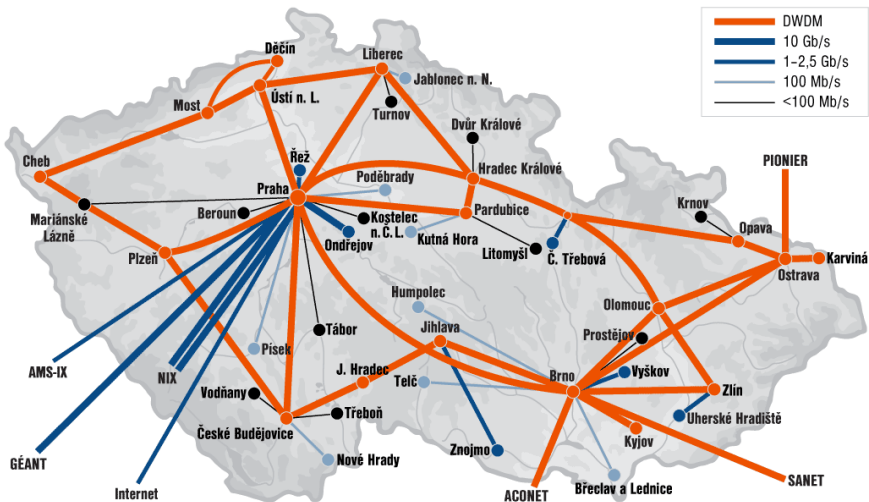 DWDM
10 Gb/s
1–2,5 Gb/s
100 Mb/s
<100 Mb/s
Děčín
Liberec
Jablonec n. N.
Ústí n. L.
Most
Turnov
Dvůr Králové
Cheb
Řež
Poděbrady
Hradec Králové
PIONIER
Praha
Mariánské
Lázně
Beroun
Kostelec
n. Č. L.
Pardubice
Krnov
Opava
Plzeň
Ondřejov
Kutná Hora
Litomyšl
Č. Třebová
Ostrava
Karviná
Humpolec
Olomouc
Tábor
Jihlava
Prostějov
Písek
AMS-IX
NIX
J. Hradec
Telč
Brno
Vyškov
Zlín
Vodňany
Třeboň
Uherské Hradiště
České Budějovice
Kyjov
GÉANT
Nové Hrady
Znojmo
Břeclav a Lednice
SANET
Internet
ACONET